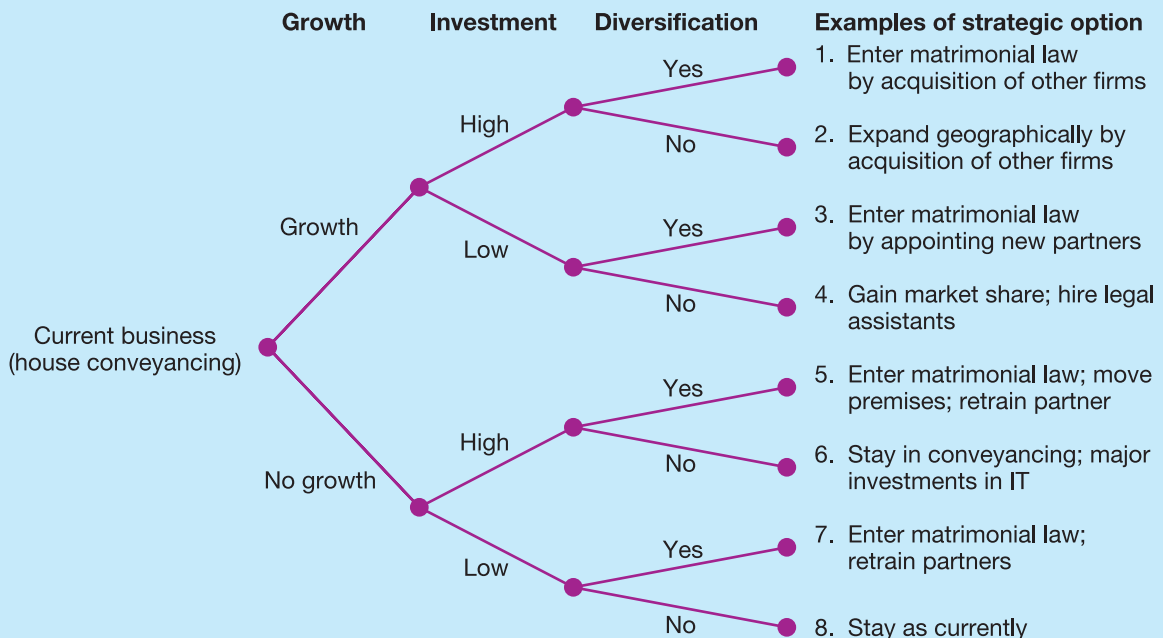 Growth Investment Diversification Examples of strategic option
Yes
1. Enter matrimonial law
by acquisition of other firms
High
No
2. Expand geographically by
acquisition of other firms
Growth
Yes
3. Enter matrimonial law
by appointing new partners
Low
No
4. Gain market share; hire legal
assistants
Current business
(house conveyancing)
Yes
5. Enter matrimonial law; move
premises; retrain partner
High
No growth
No
6. Stay in conveyancing; major
investments in IT
Yes
7. Enter matrimonial law;
retrain partners
Low
No
8. Stay as currently